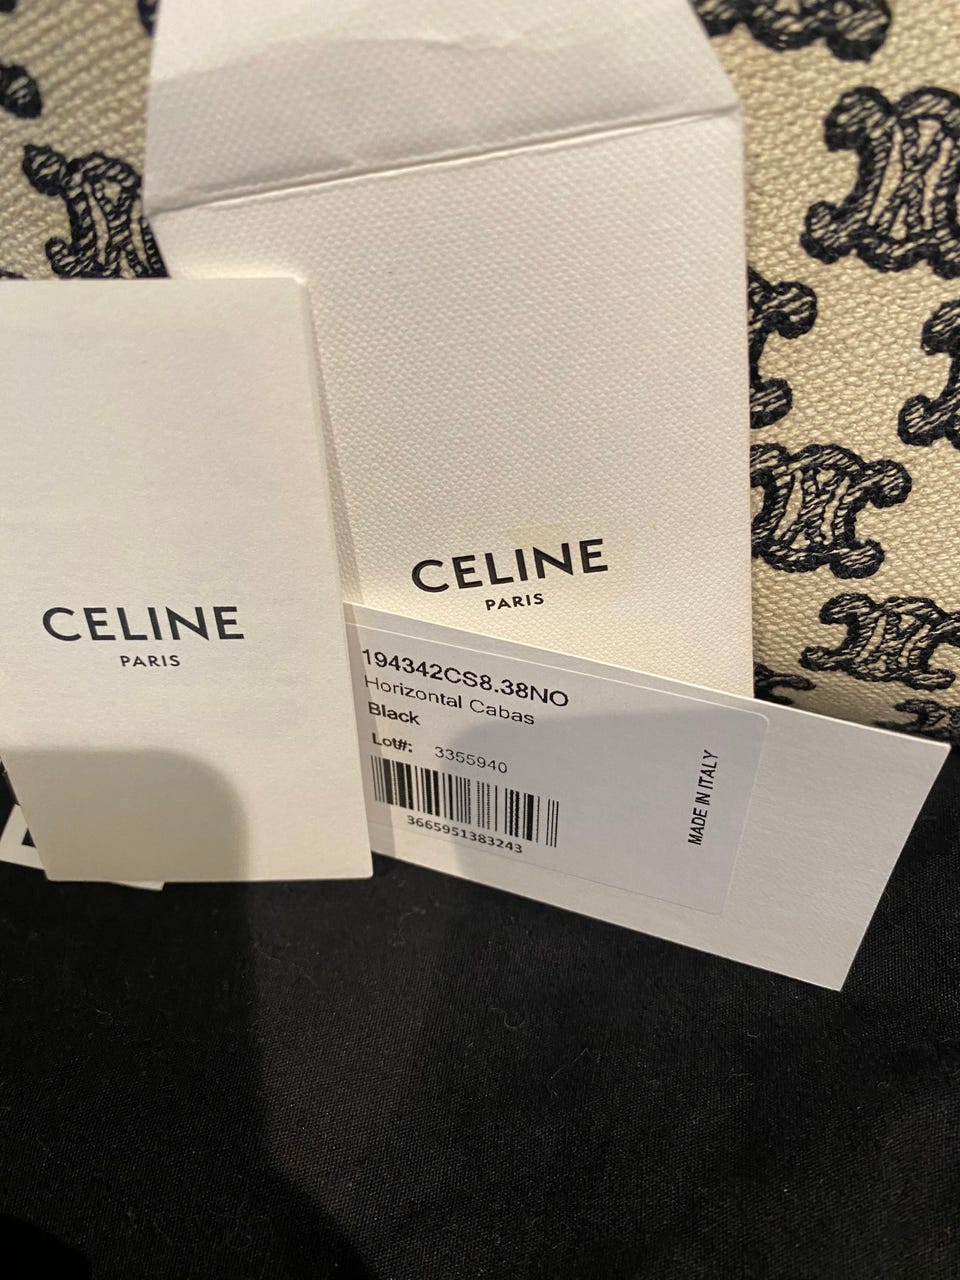 CELINE
PARIS
CELINE
PARIS
194342CS8.38NO
Horizontal Cabas
Black
Lot#: 3355940
3665951383243
MADE IN ITALY